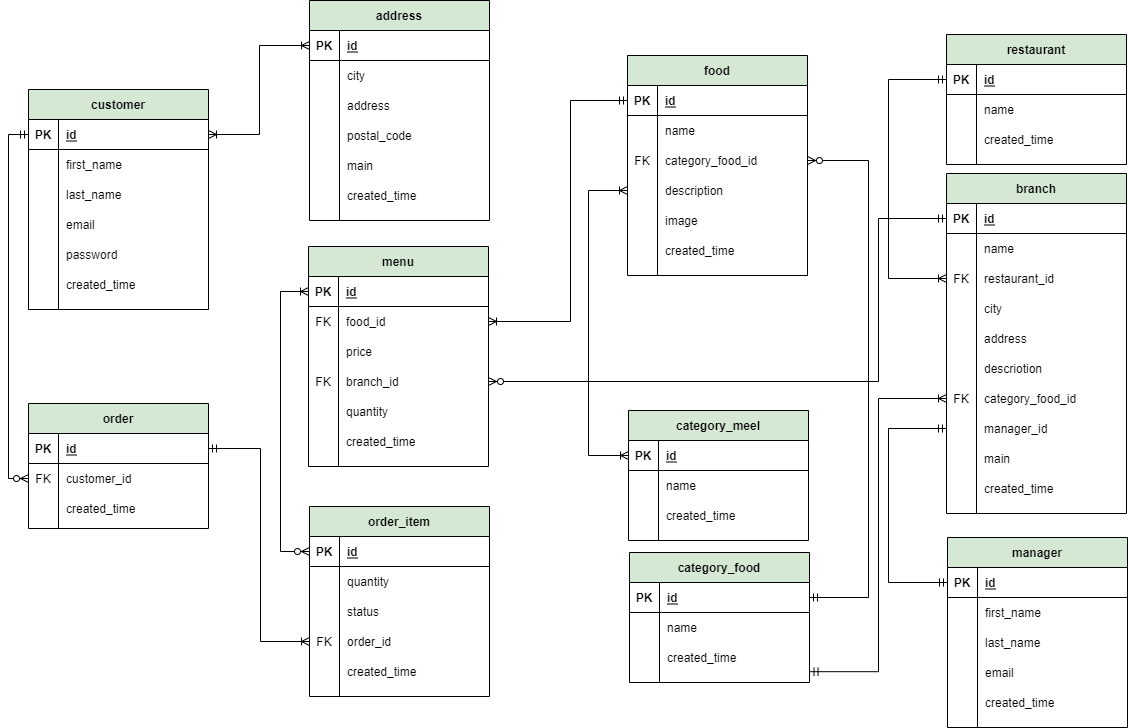 address
PK id
city
address
postal_code
main
created_time
customer
PK id
first_name
last_name
email
password
created_time
menu
PK id
FK food_id
price
FK branch_id
quantity
created_time
order
PK id
FK customer_id
created_time
order_item
PK id
quantity
status
FK order_id
created_time
food
PK id
name
FK category_food_id
description
image
created_time
category_meel
PK id
name
created_time
category_food
PK id
name
created_time
restaurant
PK id
name
created_time
branch
PK id
name
FK restaurant_id
city
address
descriotion
FK category_food_id
manager_id
main
created_time
manager
PK id
first_name
last_name
email
created_time